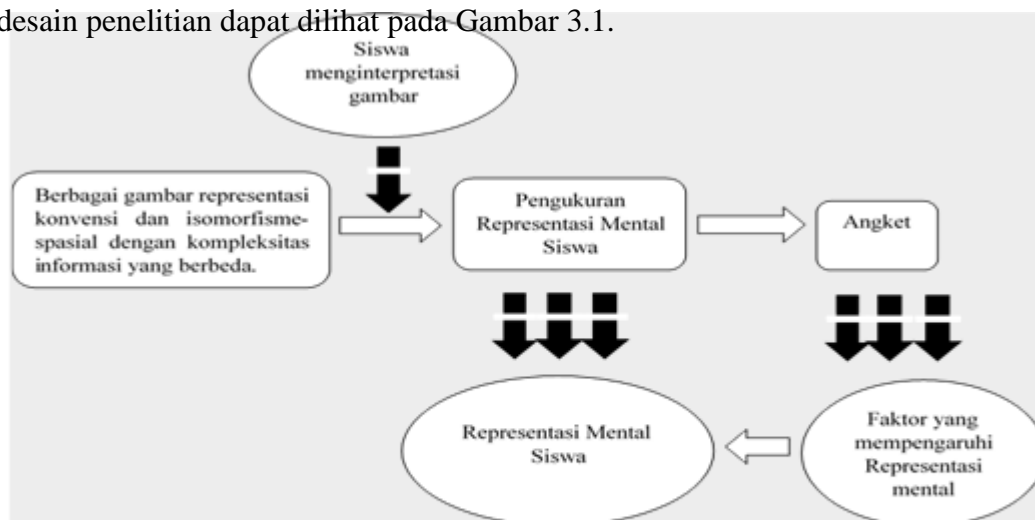 desain penelitian dapat dilihat pada Gambar 3.1.
Siswa
menginterpretasi
gambar
Berbagai gambar representasi
konvensi dan isomorfisme-
spasial dengan kompleksitas
informasi yang berbeda.
Pengukuran
Representasi Mental
Siswa
Angket
Representasi Mental
Siswa
Faktor yang
mempengaruhi
Representasi
mental